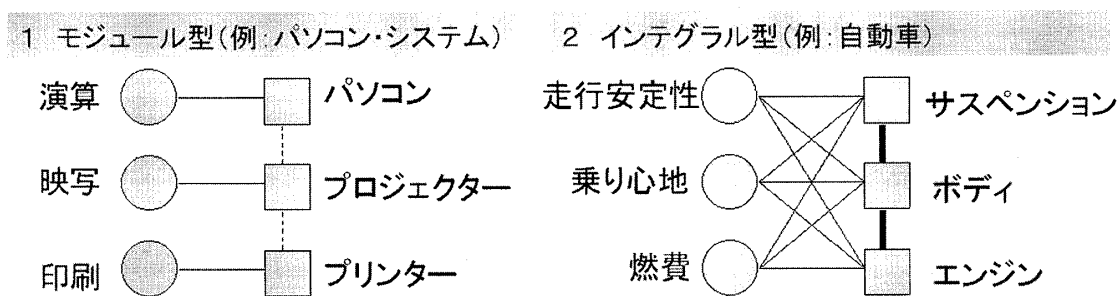 1 モジュール型(例:パソコン・システム)
2 インテグラル型(例:自動車)
演算
パソコン
映写
プロジェクター
印刷
プリンター
走行安定性
サスペンション
乗り心地
ボディ
燃費
エンジン